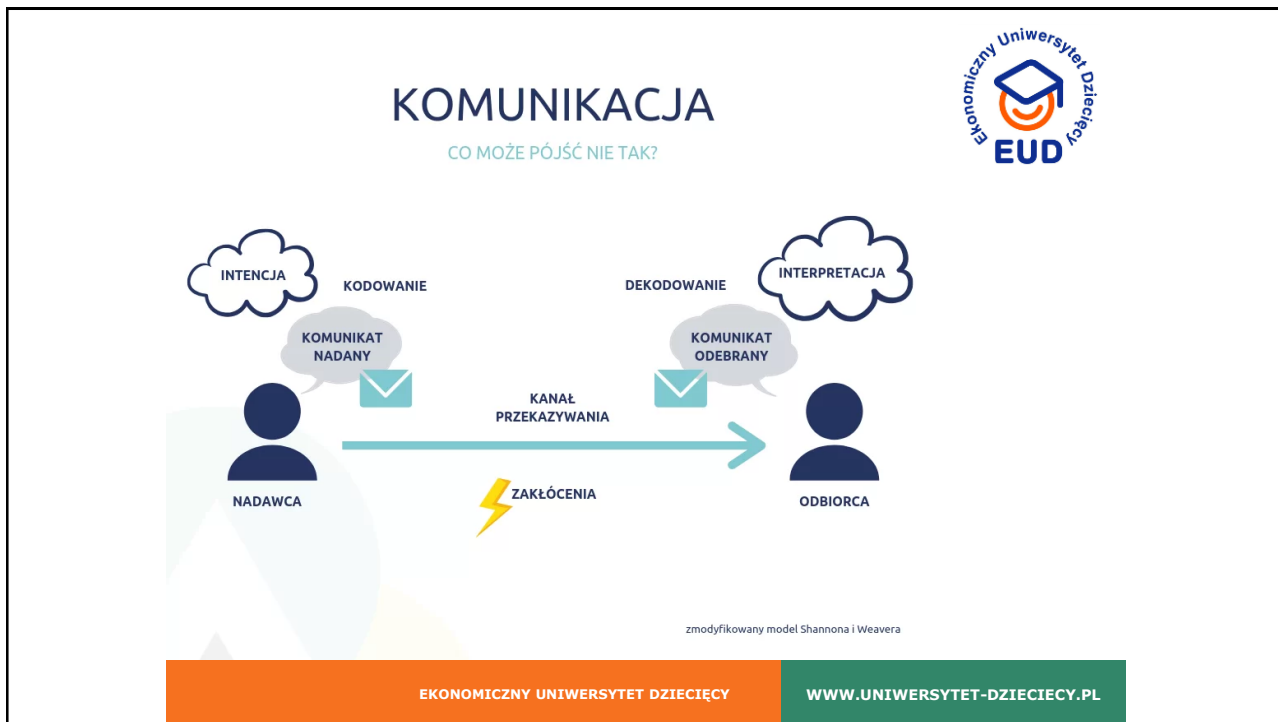 KOMUNIKACJA
CO MOŻE PÓJŚĆ NIE TAK?
Ekonomiczny Uniwersytet Dziecięcy
EUD
INTENCJA
KODOWANIE
KOMUNIKAT
NADANY
DEKODOWANIE
INTERPRETACJA
KOMUNIKAT
ODEBRANY
KANAŁ
PRZEKAZYWANIA
ZAKŁÓCENIA
NADAWCA
ODBIORCA
zmodyfikowany model Shannona i Weavera
EKONOMICZNY UNIWERSYTET DZIECIĘCY
WWW.UNIWERSYTET-DZIECIECY.PL